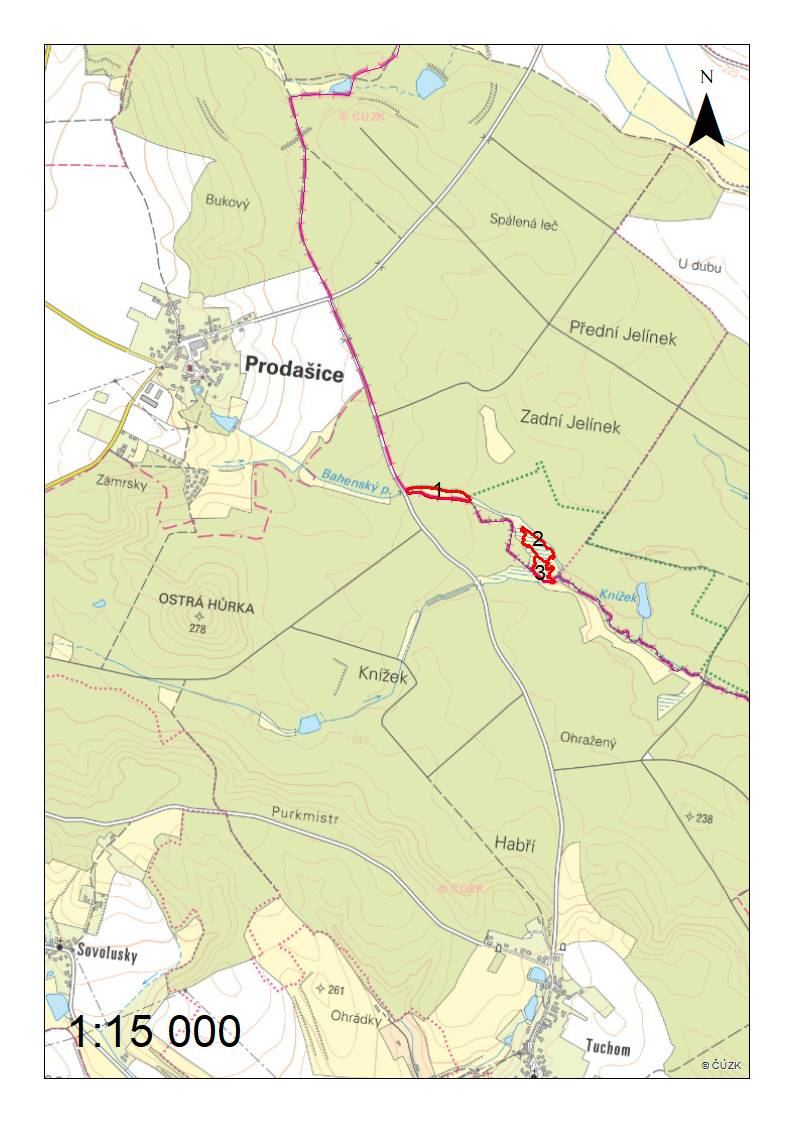 N
© ČÚZK
Bukový
Spálená leč
U dubu
Přední Jelínek
Prodašice
Zadní Jelínek
Zámrsky
Bahenský p.
1
2
3
OSTRÁ HŮRKA
278
Knížek
Knížek
Ohražený
Purkmistr
238
Habří
© ČÚZK
Sovolusky
261
Ohrádky
1:15 000
Tuchom
© ČÚZK